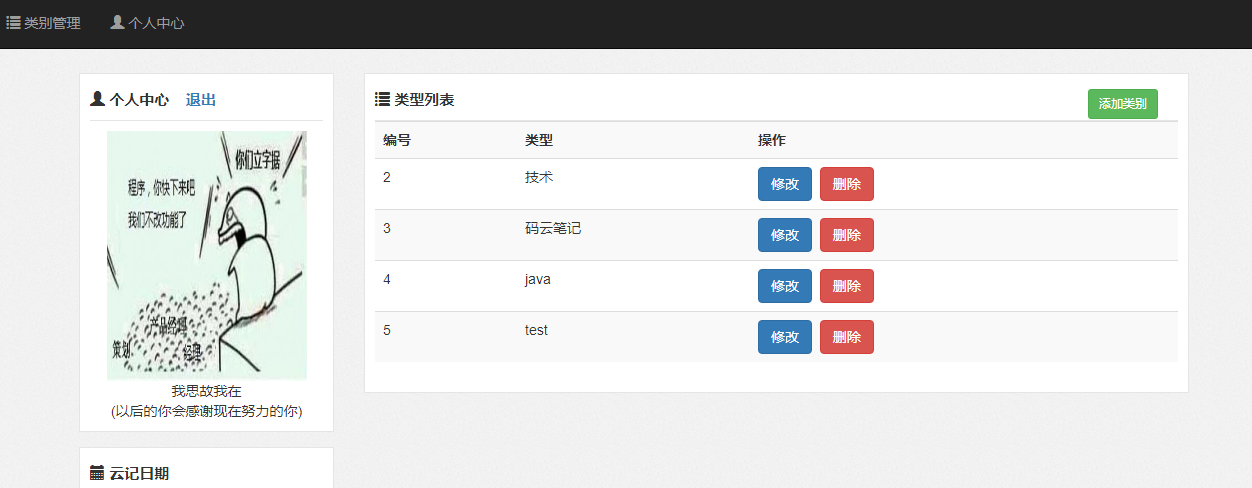 类别管理 个人中心
个人中心 退出
你们立字据
程序，你快下来吧
我们不改功能了
产品经理
策划
经理
我思故我在
(以后的你会感谢现在努力的你)
云记日期
类型列表 添加类别
编号 类型 操作
2 技术 修改 删除
3 码云笔记 修改 删除
4 java 修改 删除
5 test 修改 删除